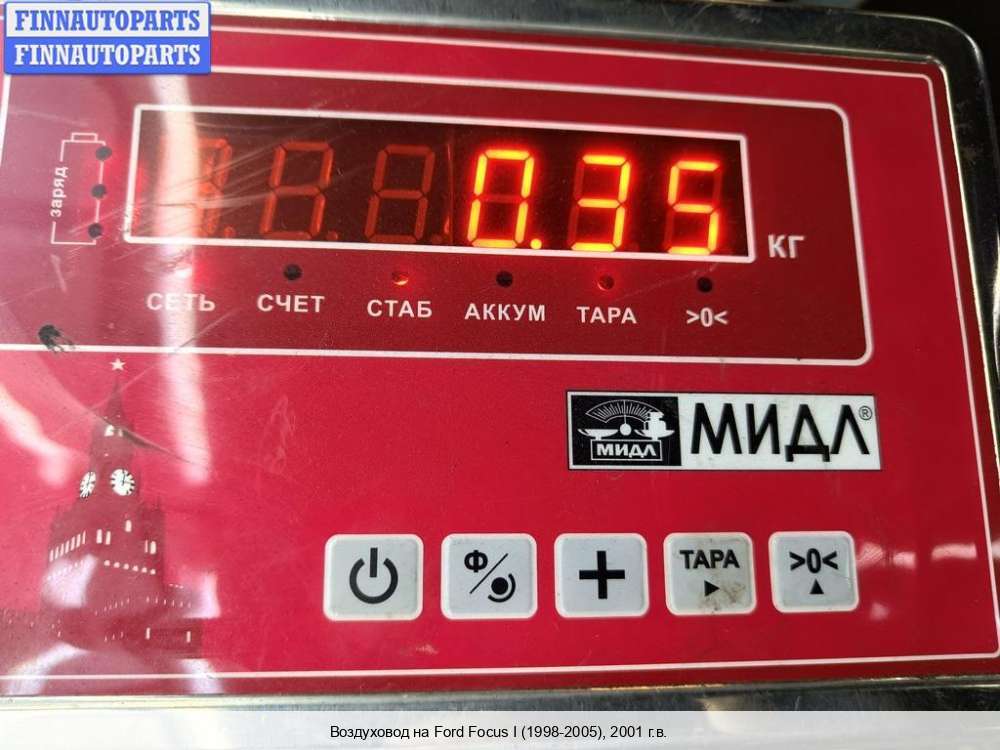 FINNAUTOPARTS
FINNAUTOPARTS
заряд
0.35
КГ
СЕТЬ СЧЕТ СТАБ АККУМ ТАРА >0<
МИДЛ МИДЛ®
Ф ТАРА >0<
Воздуховод на Ford Focus I (1998-2005), 2001 г.в.